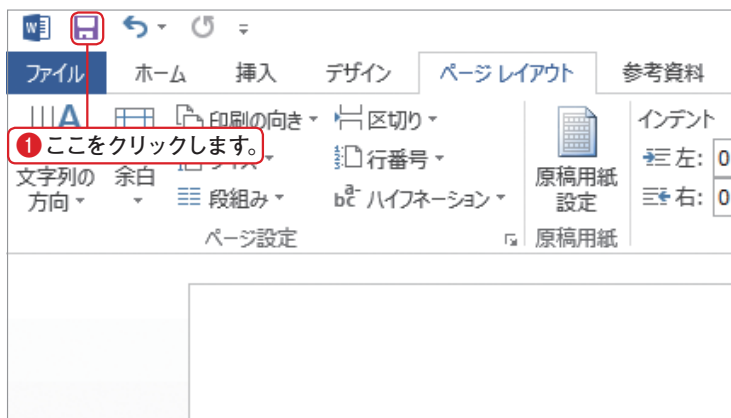 ファイル ホーム 挿入 デザイン ページ レイアウト 参考資料
A 印刷の向き 区切り インデント
❶ ここをクリックします。
行番号 左: 0
文字列の方向 余白 段組み bc ハイフネーション 原稿用紙設定 右: 0
ページ設定 原稿用紙